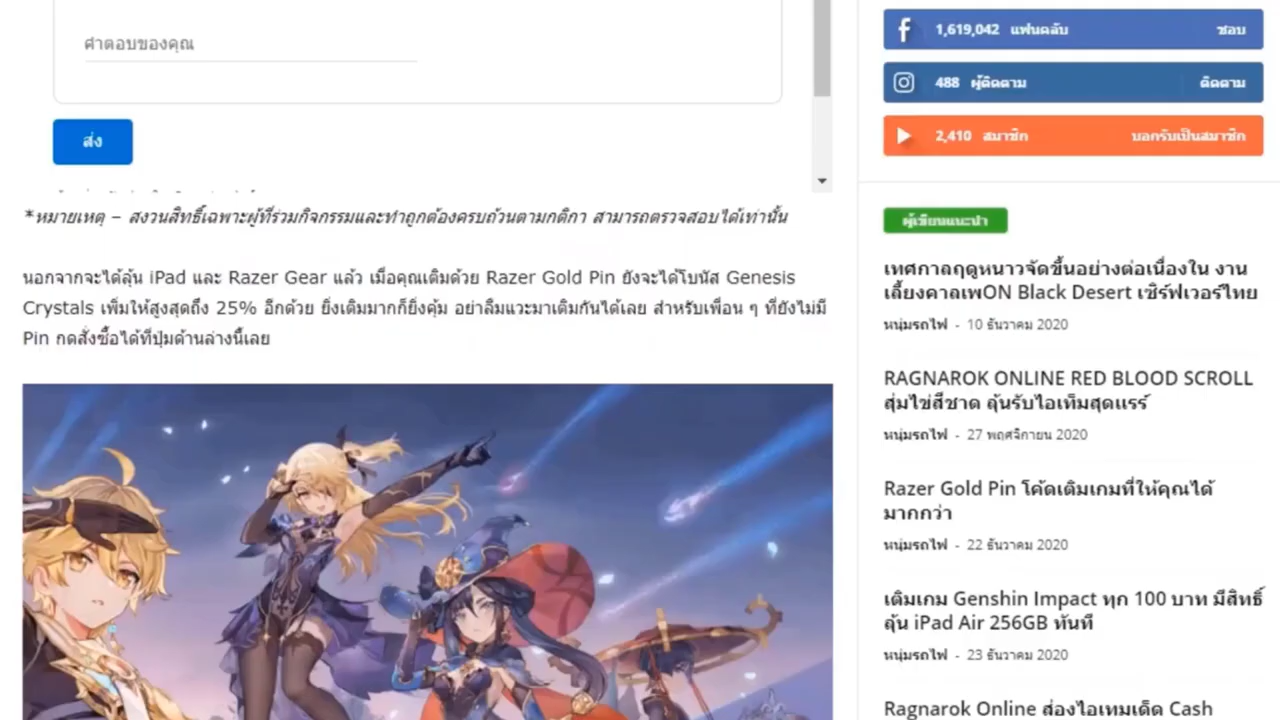 คำตอบของคุณ
ส่ง
*หมายเหตุ – สงวนสิทธิ์เฉพาะผู้ที่ร่วมกิจกรรมและทำถูกต้องครบถ้วนตามกติกา สามารถตรวจสอบได้เท่านั้น
นอกจากจะได้ลุ้น iPad และ Razer Gear แล้ว เมื่อคุณเติมด้วย Razer Gold Pin ยังจะได้โบนัส Genesis
Crystals เพิ่มให้สูงสุดถึง 25% อีกด้วย ยิ่งเติมมากก็ยิ่งคุ้ม อย่าลืมแวะมาเติมกันได้เลย สำหรับเพื่อน ๆ ที่ยังไม่มี
Pin กดสั่งซื้อได้ที่ปุ่มด้านล่างนี้เลย
1,619,042 แฟนคลับ ชอบ
488 ผู้ติดตาม ติดตาม
2,410 สมาชิก บอกรับเป็นสมาชิก
ผู้เขียนแนะนำ
เทศกาลฤดูหนาวจัดขึ้นอย่างต่อเนื่องใน งาน
เลี้ยงคาลเพON Black Desert เซิร์ฟเวอร์ไทย
หนุ่มรถไฟ - 10 ธันวาคม 2020
RAGNAROK ONLINE RED BLOOD SCROLL
สุ่มไข่สีชาด ลุ้นรับไอเท็มสุดแรร์
หนุ่มรถไฟ - 27 พฤศจิกายน 2020
Razer Gold Pin โค้ดเติมเกมที่ให้คุณได้
มากกว่า
หนุ่มรถไฟ - 22 ธันวาคม 2020
เติมเกม Genshin Impact ทุก 100 บาท มีสิทธิ์
ลุ้น iPad Air 256GB ทันที
หนุ่มรถไฟ - 23 ธันวาคม 2020
Ragnarok Online ส่องไอเทมเด็ด Cash